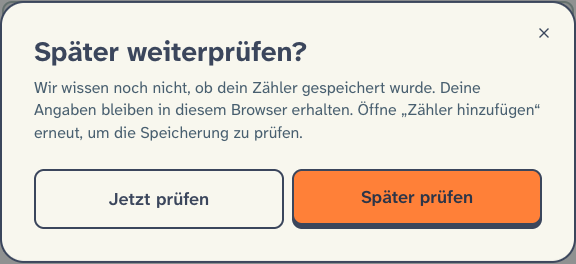 Später weiterprüfen?
Wir wissen noch nicht, ob dein Zähler gespeichert wurde. Deine
Angaben bleiben in diesem Browser erhalten. Öffne „Zähler hinzufügen“
erneut, um die Speicherung zu prüfen.
Jetzt prüfen
Später prüfen